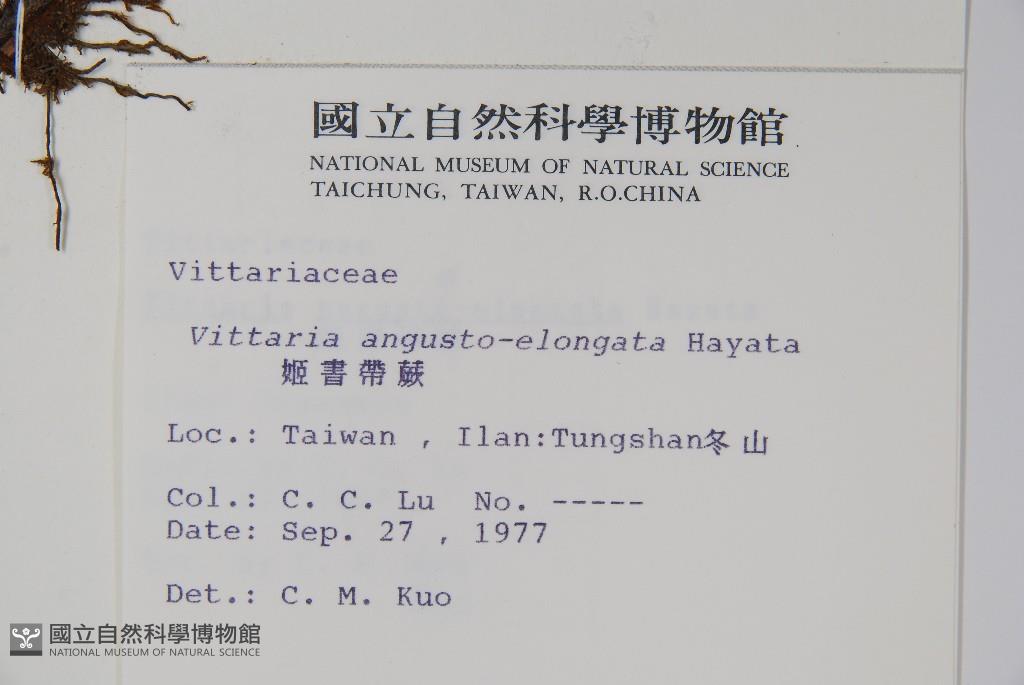 國立自然科學博物館
NATIONAL MUSEUM OF NATURAL SCIENCE
TAICHUNG, TAIWAN, R.O.CHINA
Vittariaceae
Vittaria angusto-elongata Hayata
姬書帶蕨
Loc.: Taiwan , Ilan:Tungshan冬山
Col.: C. C. Lu No. -----
Date: Sep. 27 , 1977
Det.: C. M. Kuo
國立自然科學博物館
NATIONAL MUSEUM OF NATURAL SCIENCE